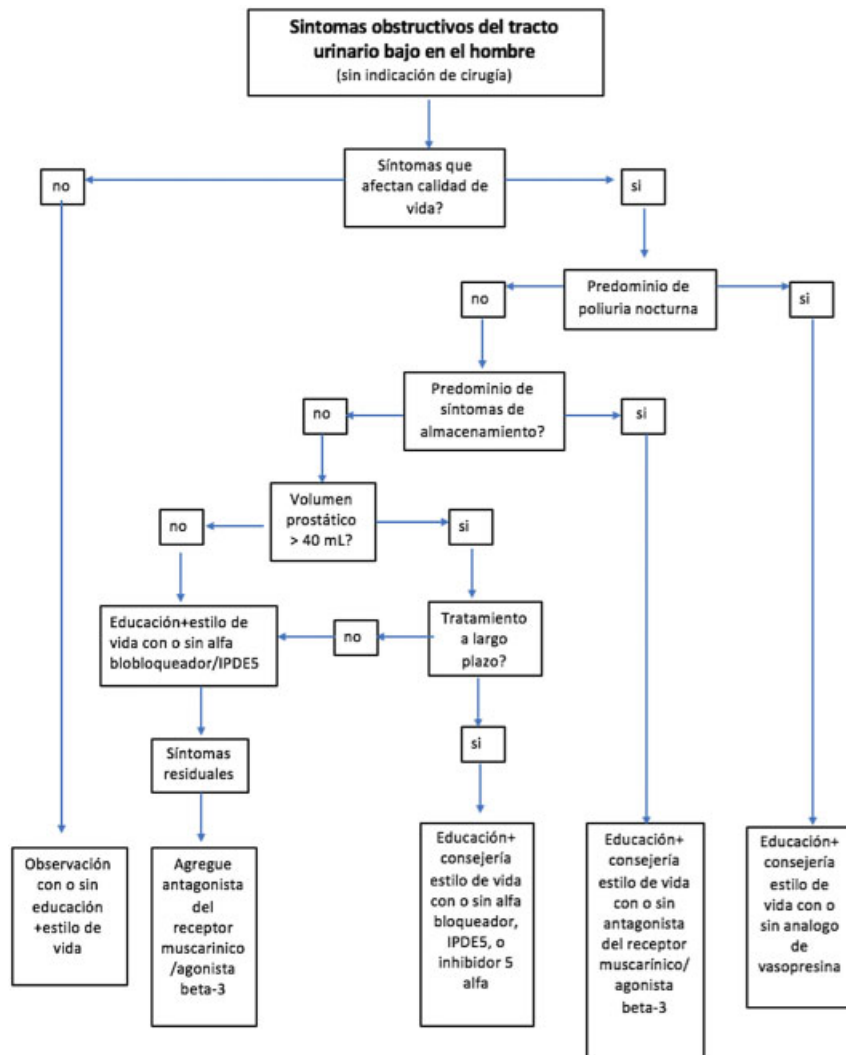 Sintomas obstructivos del tracto
urinario bajo en el hombre
(sin indicación de cirugía)
no
Síntomas que
afectan calidad de
vida?
si
no
Predominio de
poliuria nocturna
si
no
Predominio de
síntomas de
almacenamiento?
si
no
Volumen
prostático
> 40 mL?
si
Educación+estilo de
vida con o sin alfa
blobloqueador/IPDE5
no
Tratamiento
a largo
plazo?
Síntomas
residuales
si
Observación
con o sin
educación
+estilo de
vida
Agregue
antagonista
del
receptor
muscarinico
/agonista
beta-3
Educación+
consejería
estilo de vida
con o sin alfa
bloqueador,
IPDE5, o
inhibidor 5
alfa
Educación+
consejería
estilo de vida
con o sin
antagonista
del receptor
muscarínico/
agonista
beta-3
Educación+
consejería
estilo de
vida con o
sin analogo
de
vasopresina